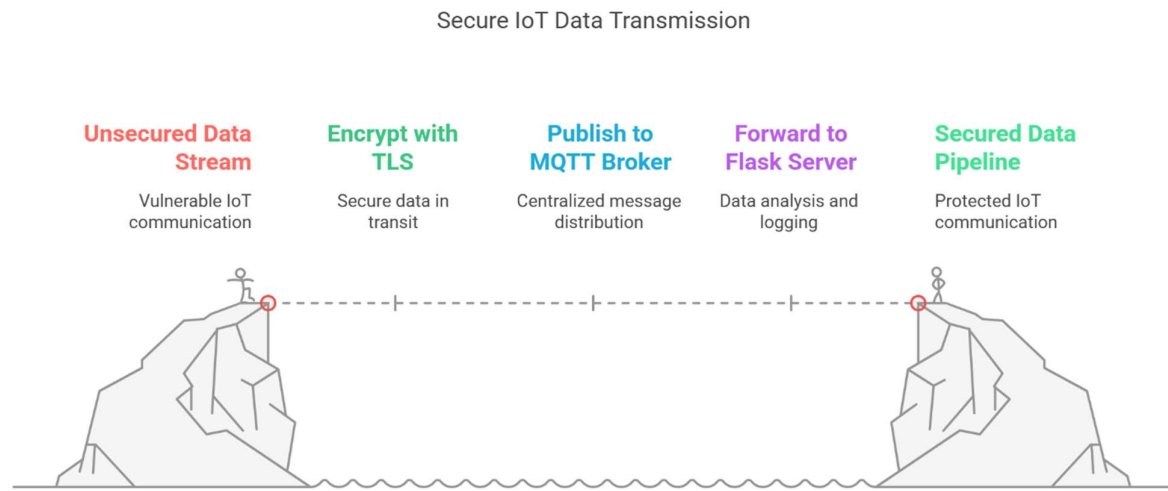 Secure IoT Data Transmission
Unsecured Data
Stream
Vulnerable IoT
communication
Encrypt with
TLS
Secure data in
transit
Publish to
MQTT Broker
Centralized message
distribution
Forward to
Flask Server
Data analysis and
logging
Secured Data
Pipeline
Protected IoT
communication